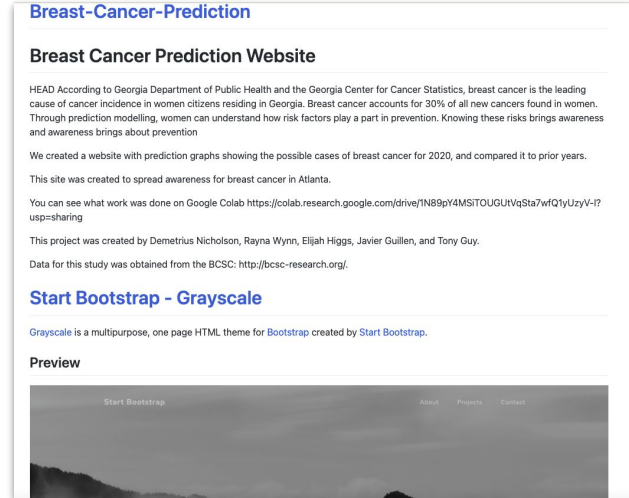 Breast-Cancer-Prediction
Breast Cancer Prediction Website
HEAD According to Georgia Department of Public Health and the Georgia Center for Cancer Statistics, breast cancer is the leading
cause of cancer incidence in women citizens residing in Georgia. Breast cancer accounts for 30% of all new cancers found in women.
Through prediction modelling, women can understand how risk factors play a part in prevention. Knowing these risks brings awareness
and awareness brings about prevention
We created a website with prediction graphs showing the possible cases of breast cancer for 2020, and compared it to prior years.
This site was created to spread awareness for breast cancer in Atlanta.
You can see what work was done on Google Colab https://colab.research.google.com/drive/1N89pY4MSiTOUGUtVqSta7wfQ1yUzyV-I?
usp=sharing
This project was created by Demetrius Nicholson, Rayna Wynn, Elijah Higgs, Javier Guillen, and Tony Guy.
Data for this study was obtained from the BCSC: http://bcsc-research.org/.
Start Bootstrap - Grayscale
Grayscale is a multipurpose, one page HTML theme for Bootstrap created by Start Bootstrap.
Preview
Start Bootstrap About Projects Contact